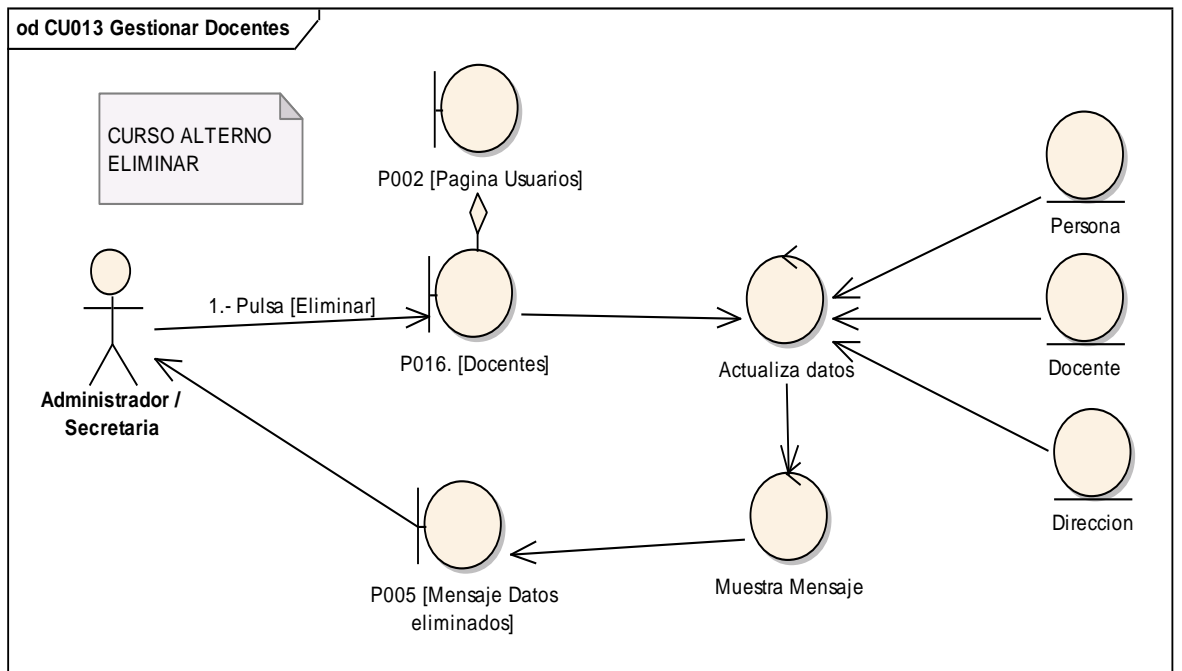 od CU013 Gestionar Docentes
CURSO ALTERNO
ELIMINAR
P002 [Pagina Usuarios]
Persona
1.- Pulsa [Eliminar]
P016. [Docentes]
Actualiza datos
Docente
Administrador /
Secretaria
Direccion
P005 [Mensaje Datos
eliminados]
Muestra Mensaje